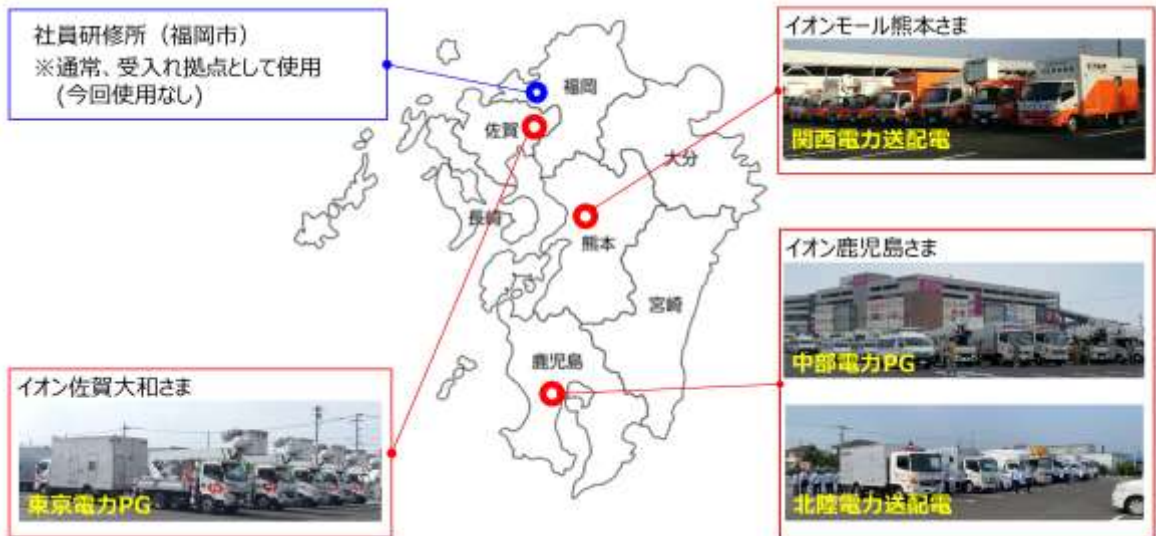 社員研修所（福岡市）
※通常、受入れ拠点として使用
(今回使用なし)
イオンモール熊本さま
関西電力送配電
福岡
佐賀
大分
長崎
熊本
宮崎
鹿児島
イオン鹿児島さま
中部電力PG
北陸電力送配電
イオン佐賀大和さま
東京電力PG